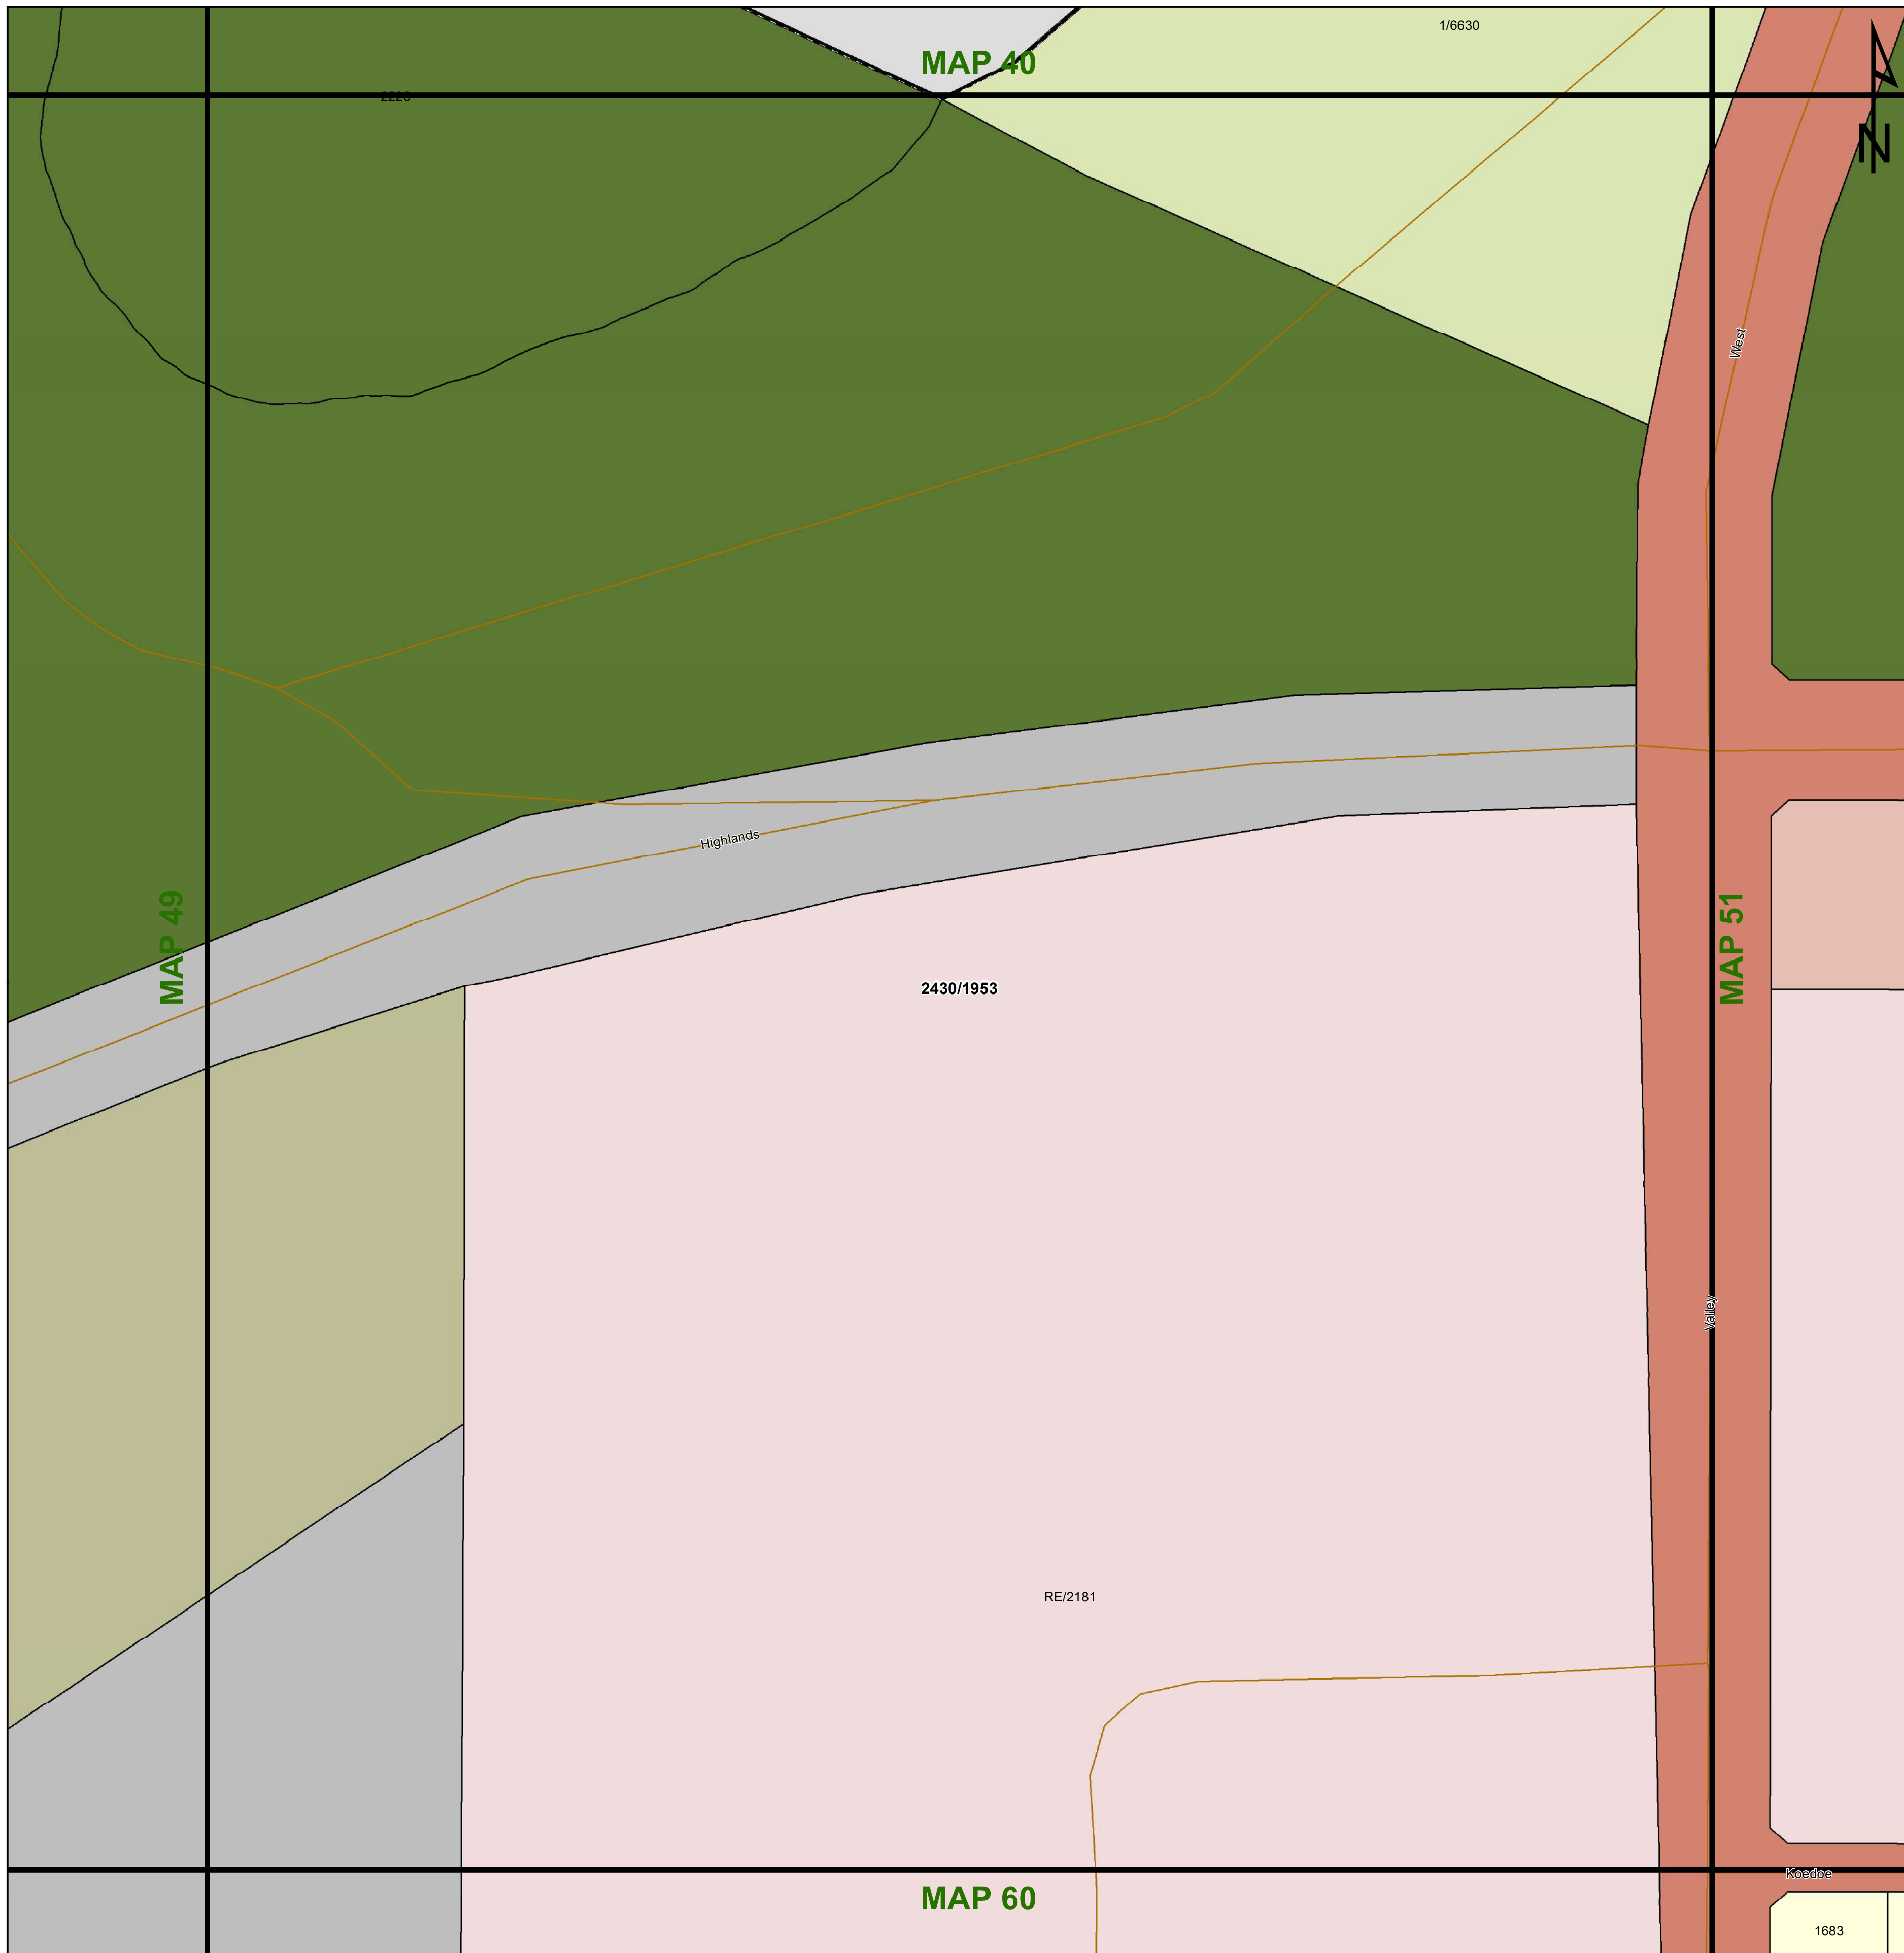 1/6630
MAP 40
2220
N
West
Highlands
MAP 49
MAP 51
2430/1953
Valley
RE/2181
Koedoe
MAP 60
1683